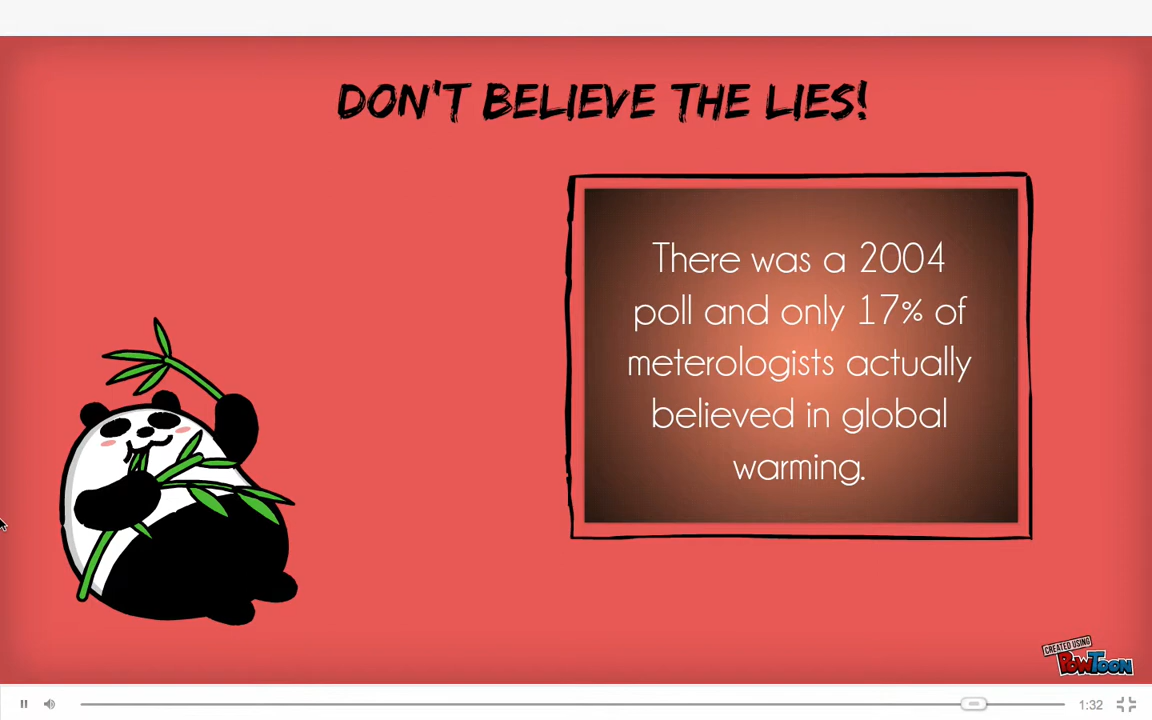 DON'T BELIEVE THE LIES!
There was a 2004
poll and only 17% of
meterologists actually
believed in global
warming.
CREATED USING
POWTOON
1:32